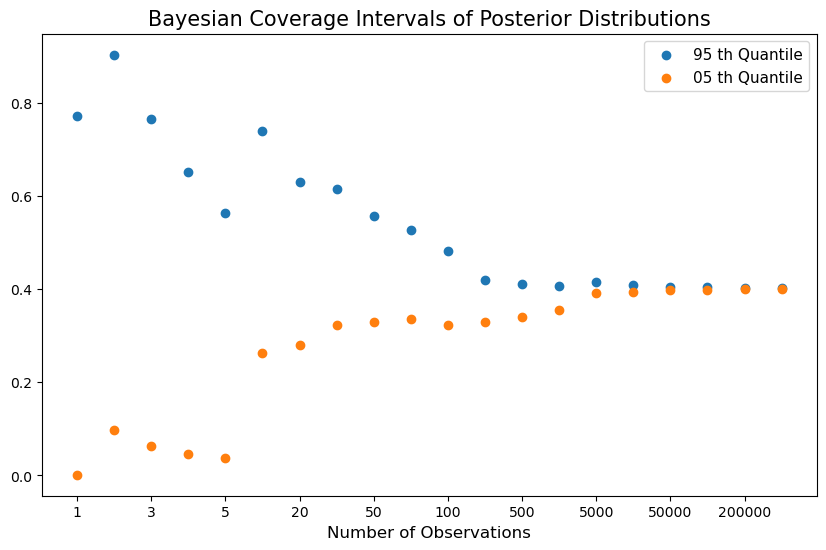 Bayesian Coverage Intervals of Posterior Distributions
95 th Quantile
05 th Quantile
0.8
0.6
0.4
0.2
0.0
1 3 5 20 50 100 500 5000 50000 200000
Number of Observations